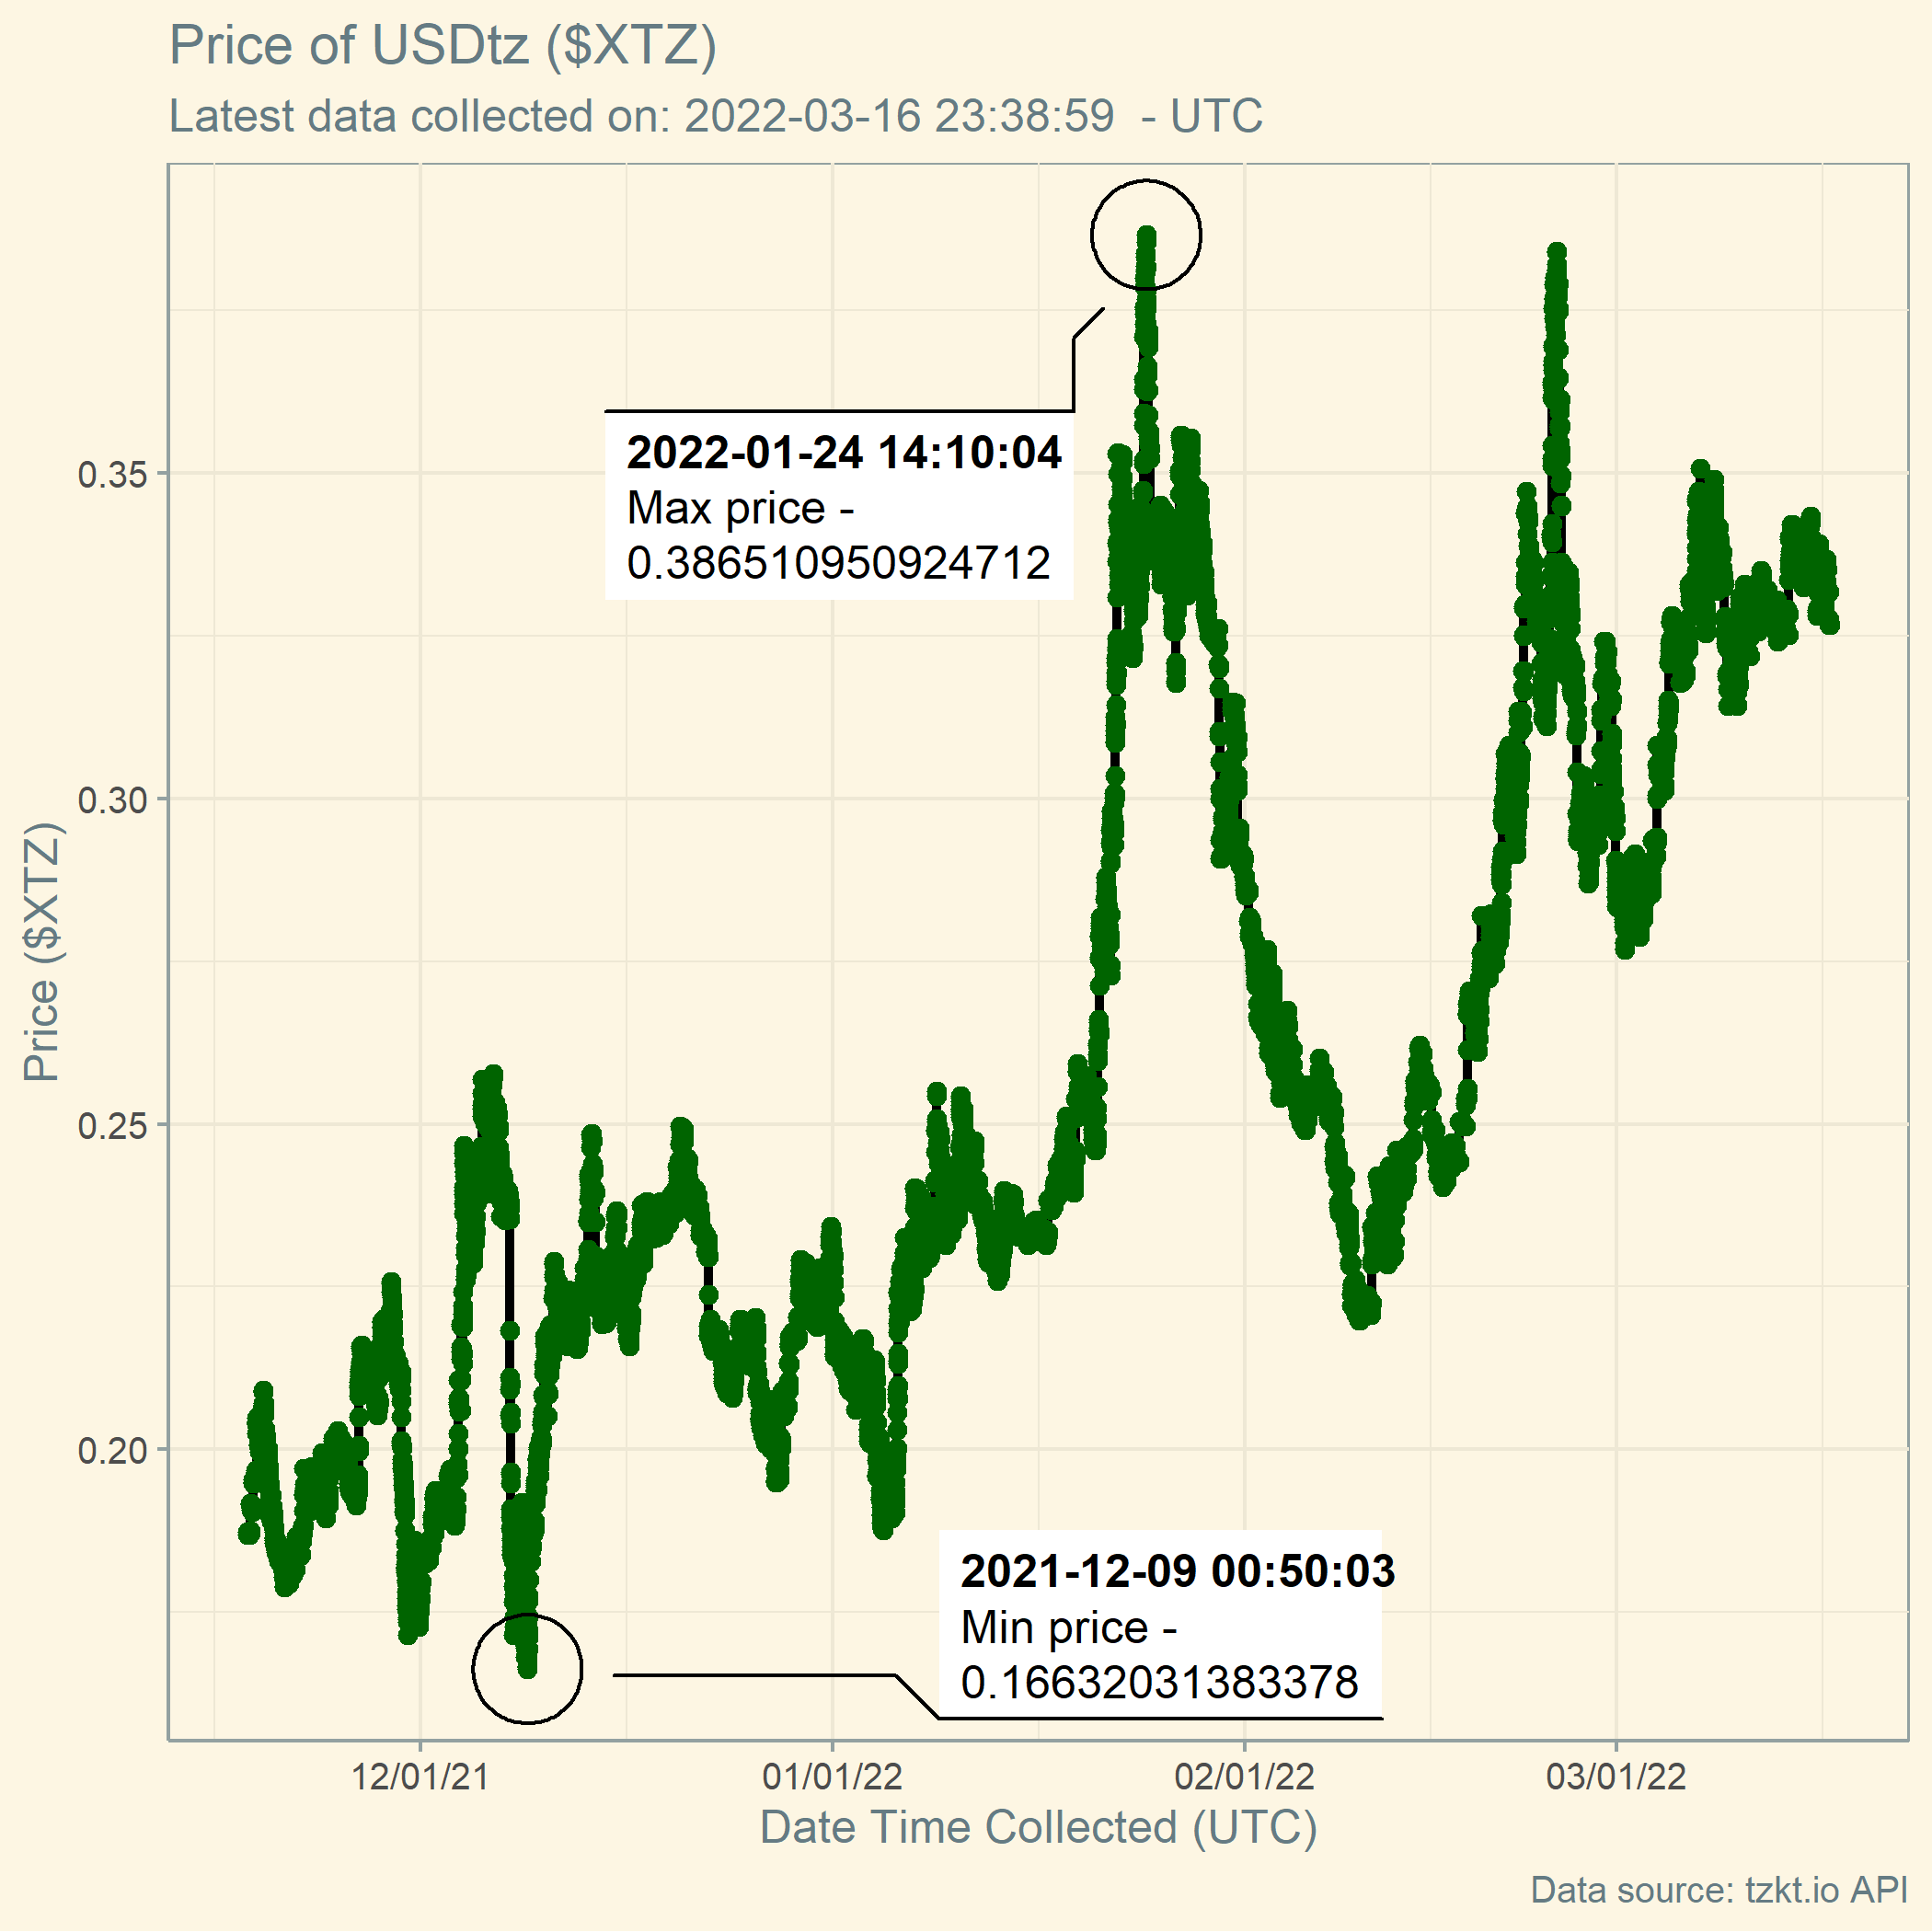 Price of USDtz ($XTZ)
Latest data collected on: 2022-03-16 23:38:59 - UTC
Price ($XTZ)
0.35
0.30
0.25
0.20
2022-01-24 14:10:04
Max price -
0.386510950924712
2021-12-09 00:50:03
Min price -
0.16632031383378
12/01/21
01/01/22
02/01/22
03/01/22
Date Time Collected (UTC)
Data source: tzkt.io API